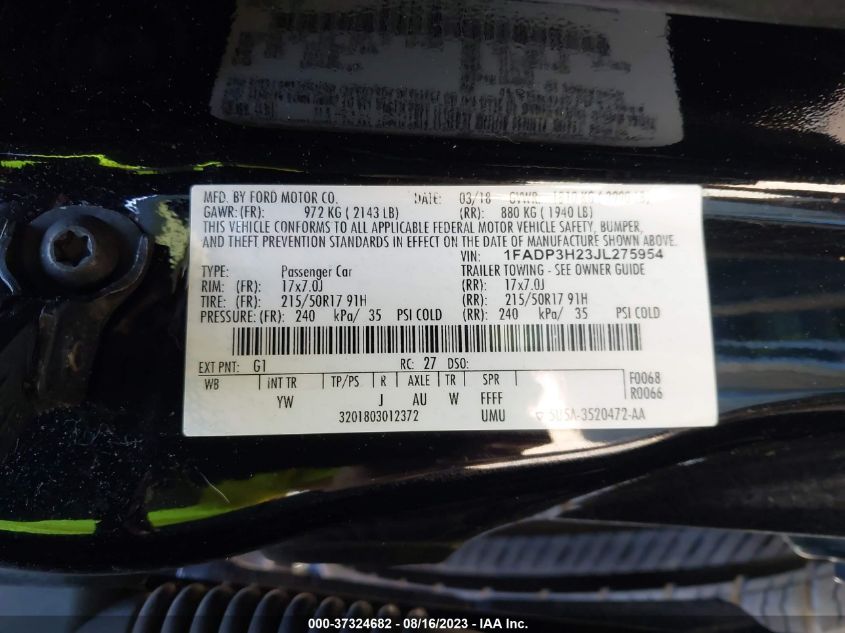 MFD. BY FORD MOTOR CO. DATE: 03/18 GVWR:
GAWR: (FR): 972 KG ( 2143 LB) (RR): 880 KG ( 1940 LB)
THIS VEHICLE CONFORMS TO ALL APPLICABLE FEDERAL MOTOR VEHICLE SAFETY, BUMPER,
AND THEFT PREVENTION STANDARDS IN EFFECT ON THE DATE OF MANUFACTURE SHOWN ABOVE.
VIN: 1FADP3H23JL275954
TYPE: Passenger Car TRAILER TOWING - SEE OWNER GUIDE
RIM: (FR): 17x7.0J (RR): 17x7.0J
TIRE: (FR): 215/50R17 91H (RR): 215/50R17 91H
PRESSURE: (FR): 240 kPa/ 35 PSI COLD (RR): 240 kPa/ 35 PSI COLD
EXT PNT: G1 RC: 27 DSO:
WB INT TR TP/PS R AXLE TR SPR F0068
YW J AU W FFFF R0066
3201803012372 UMU 5U5A-3520472-AA
000-37324682 - 08/16/2023 - IAA Inc.